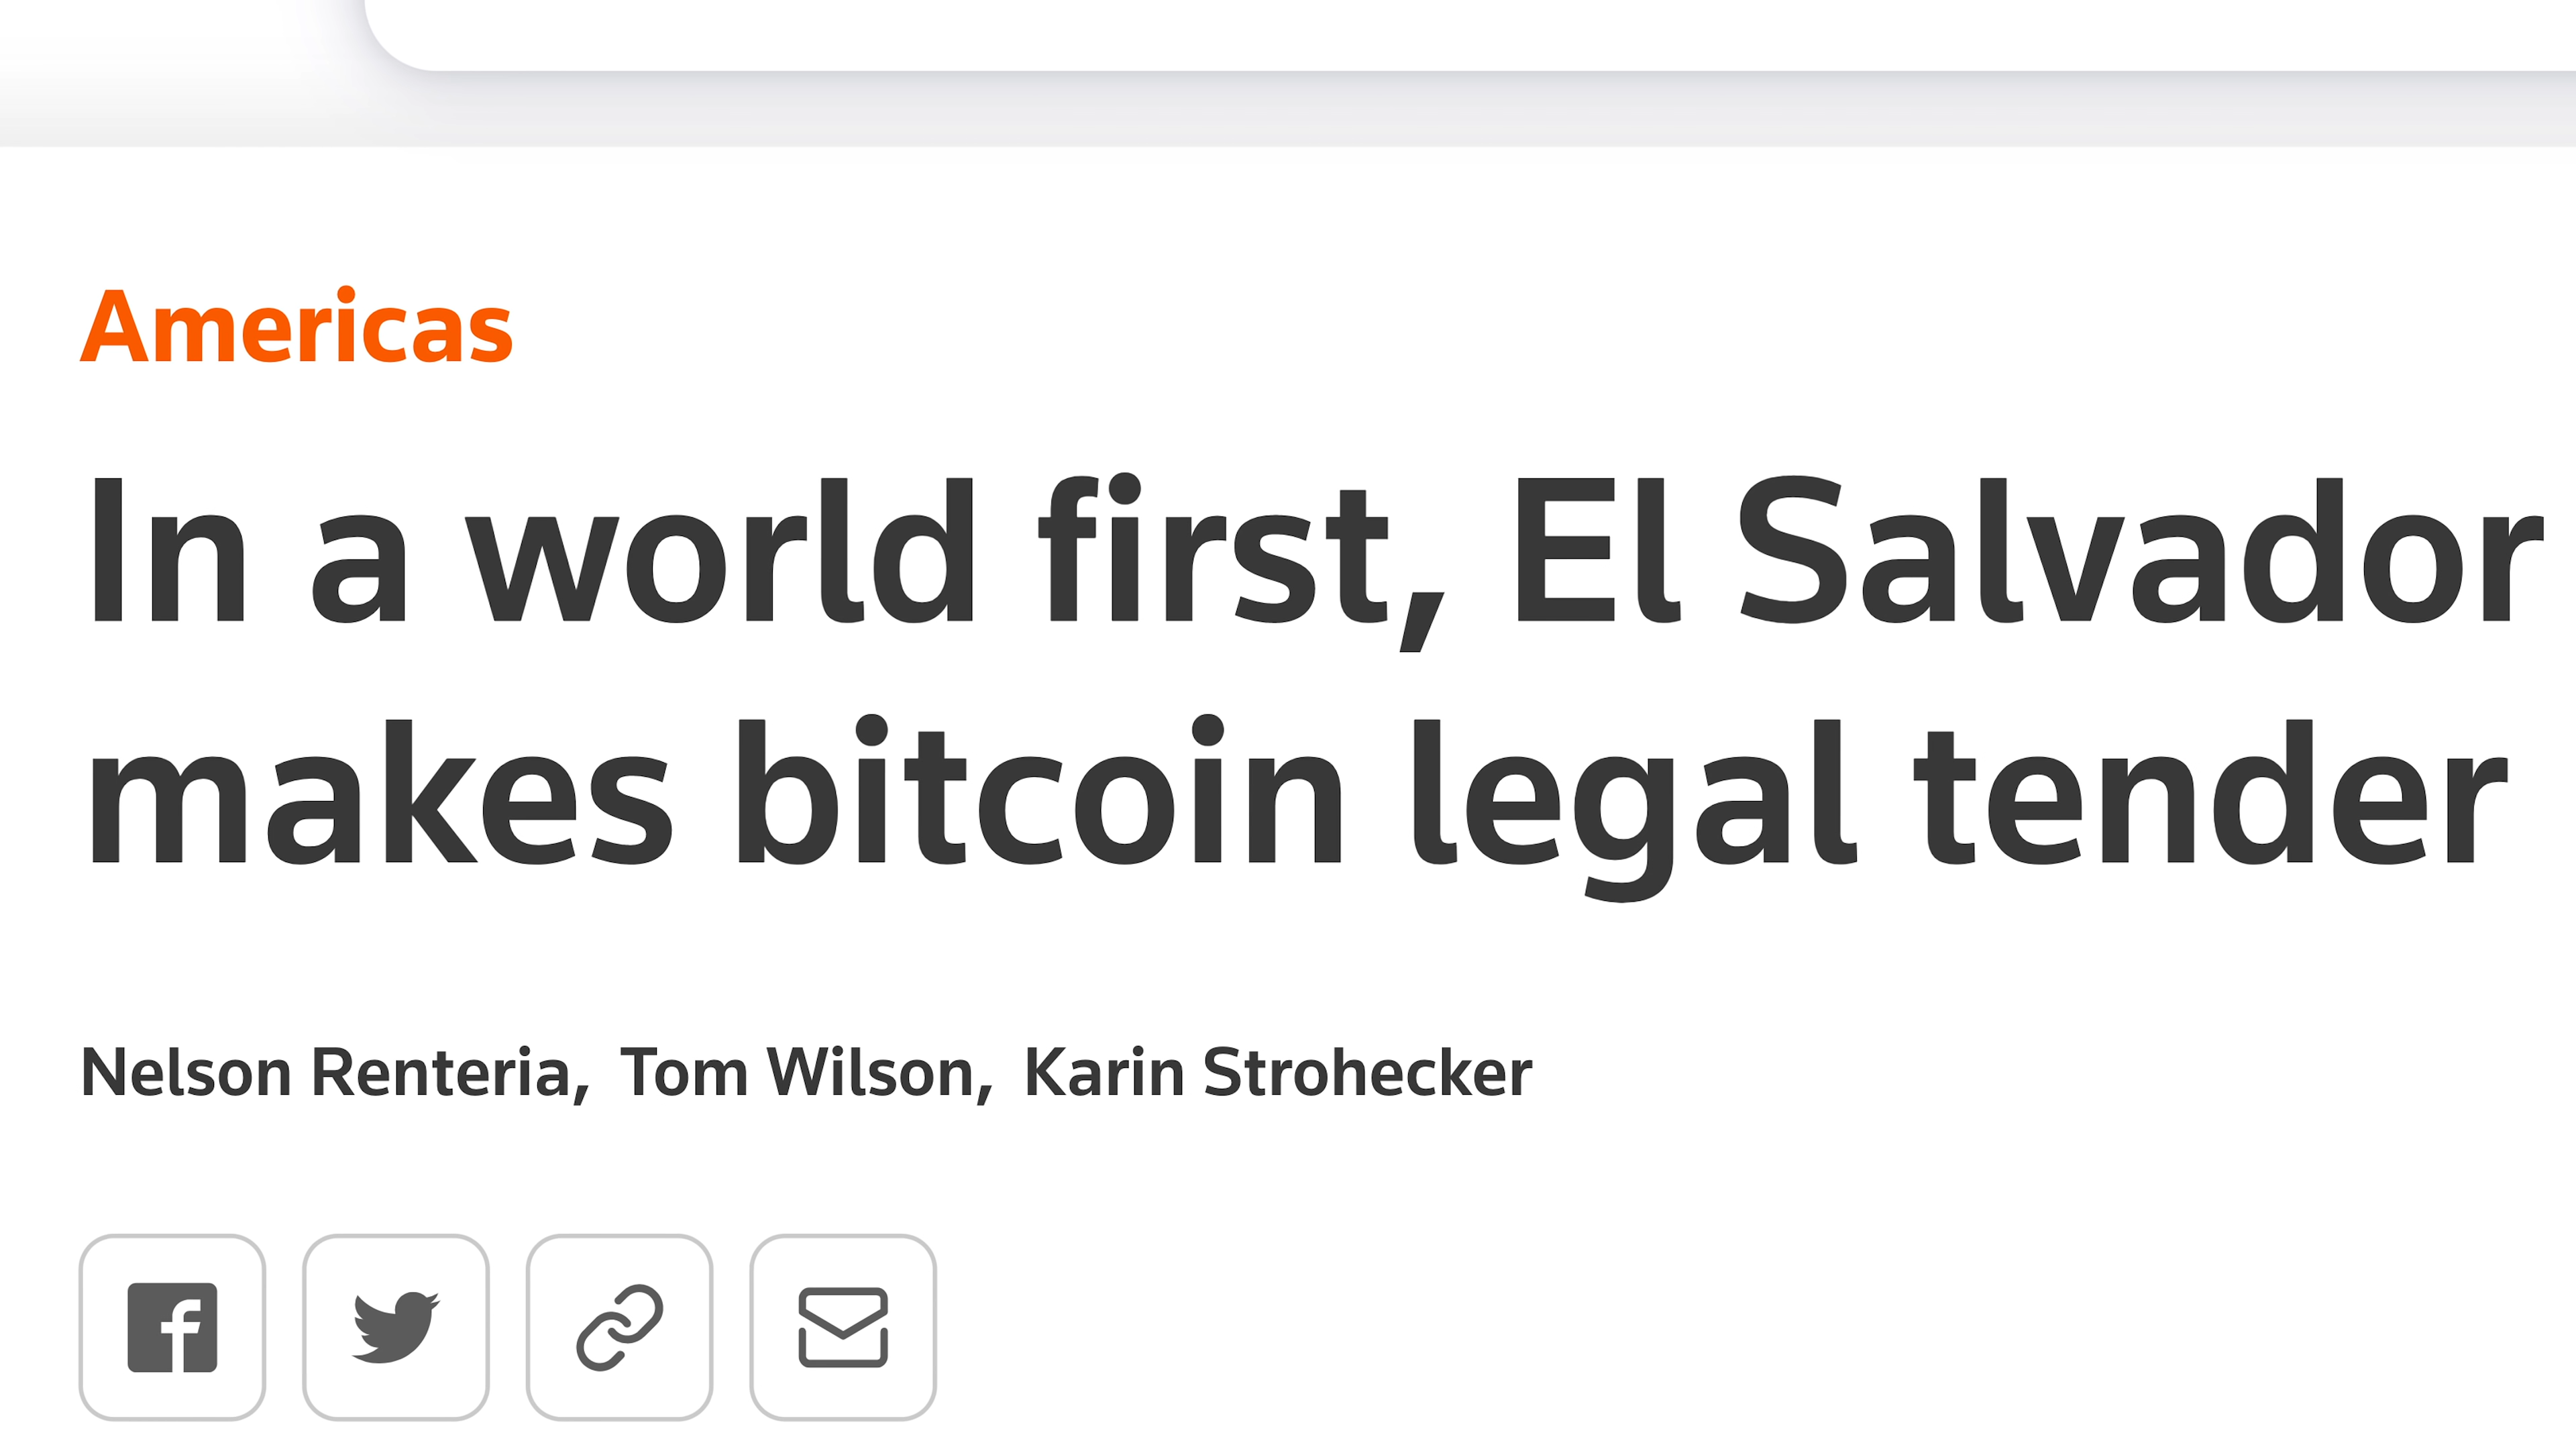 Americas
In a world first, El Salvador
makes bitcoin legal tender
Nelson Renteria, Tom Wilson, Karin Strohecker